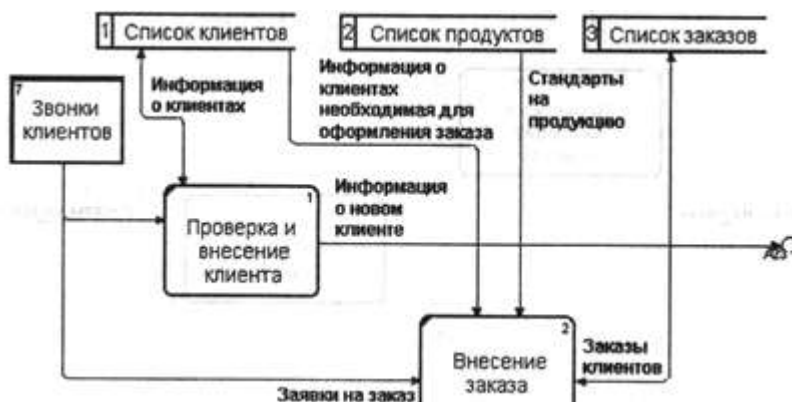 1 Список клиентов
2 Список продуктов
3 Список заказов
Информация
о клиентах
Информация о
клиентах
необходимая для
оформления заказа
Стандарты
на
продукцию
7
Звонки
клиентов
1
Проверка и
внесение
клиента
Информация
о новом
клиенте
2
Внесение
заказа
Заказы
клиентов
Заявки на заказ